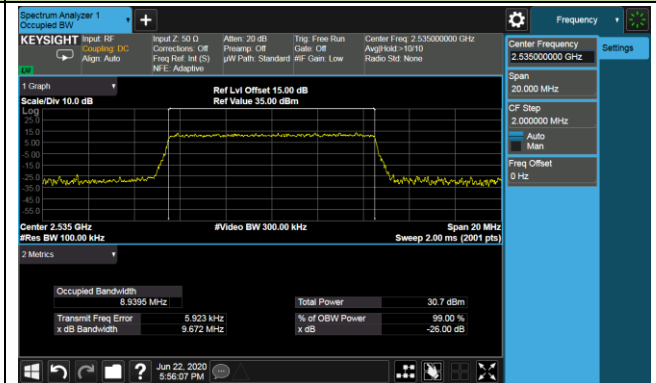 Spectrum Analyzer 1
Occupied BW
+
Frequency
KEYSIGHT
Input: RF
Coupling: DC
Align: Auto
Input Z: 50 Ω
Corrections: Off
Freq Ref: Int (S)
NFE: Adaptive
Atten: 20 dB
Preamp: Off
µW Path: Standard
Trig: Free Run
Gate: Off
#IF Gain: Low
Center Freq: 2.535000000 GHz
Avg|Hold:>10/10
Radio Std: None
Center Frequency
2.535000000 GHz
Settings
Span
20.000 MHz
CF Step
2.000000 MHz
Auto
Man
Freq Offset
0 Hz
1 Graph
Scale/Div 10.0 dB
Ref Lvl Offset 15.00 dB
Ref Value 35.00 dBm
Log
25.0
15.0
5.00
-5.00
-15.0
-25.0
-35.0
-45.0
-55.0
Center 2.535 GHz
#Res BW 100.00 kHz
#Video BW 300.00 kHz
Span 20 MHz
Sweep 2.00 ms (2001 pts)
2 Metrics
Occupied Bandwidth
8.9395 MHz
Total Power
30.7 dBm
Transmit Freq Error
5.923 kHz
% of OBW Power
99.00 %
x dB Bandwidth
9.672 MHz
x dB
-26.00 dB
?
Jun 22, 2020
5:56:07 PM